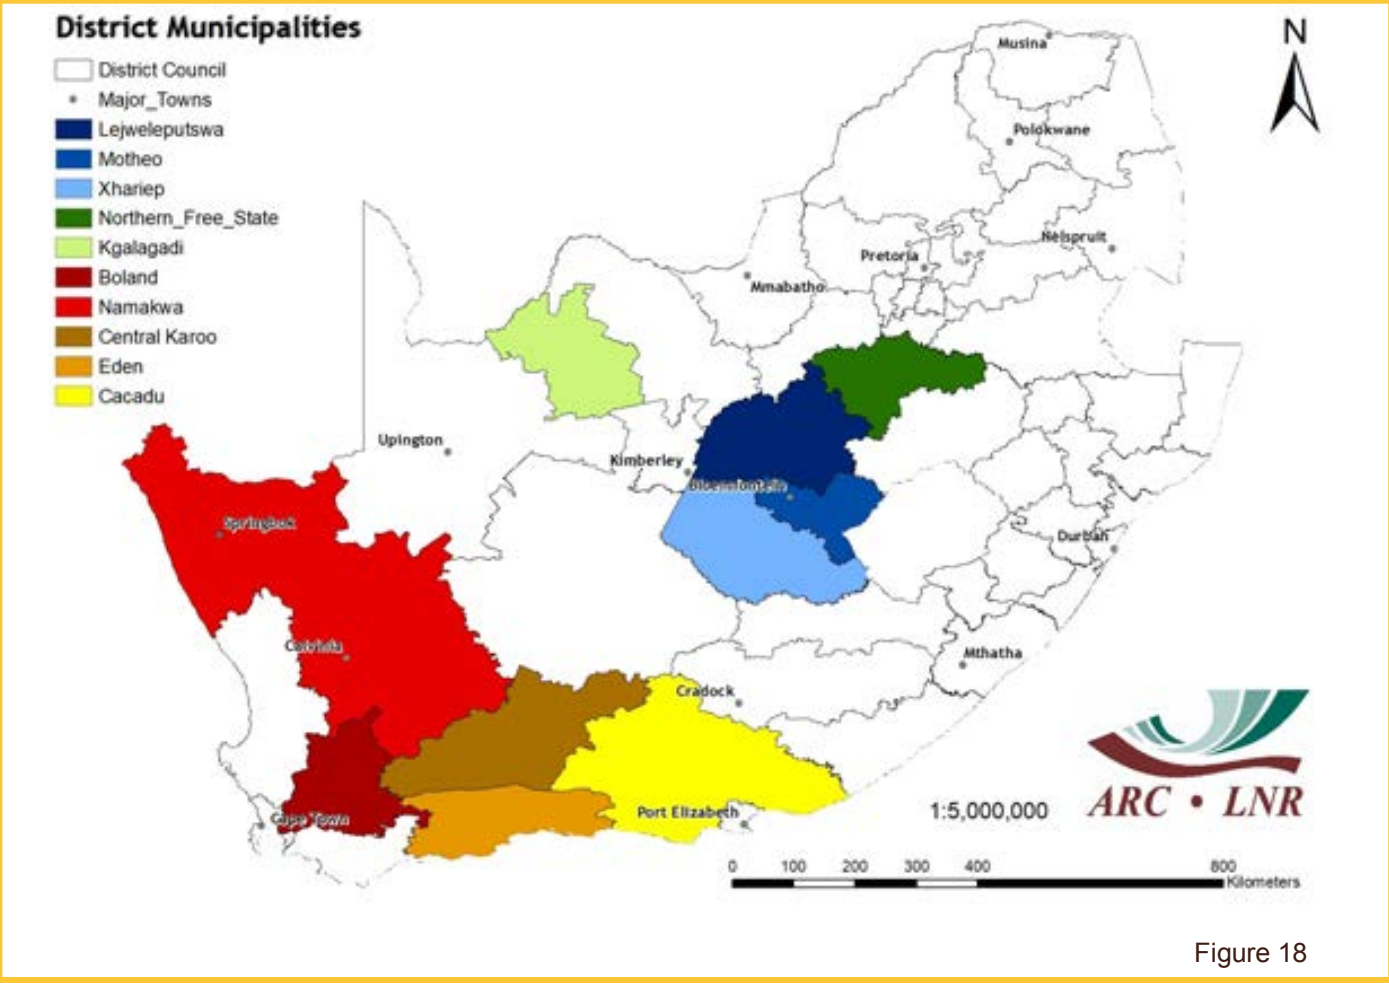 District Municipalities
District Council
Major_Towns
Lejweleputswa
Motheo
Xhariep
Northern_Free_State
Kgalagadi
Boland
Namakwa
Central Karoo
Eden
Cacadu
N
Musina
Polokwane
Nelspruit
Pretoria
Mmabatho
Upington
Kimberley
Bloemfontein
Springbok
Durban
Calvinia
Mthatha
Cradock
Port Elizabeth
Cape Town
1:5,000,000
ARC • LNR
0 100 200 300 400 800
Kilometers
Figure 18